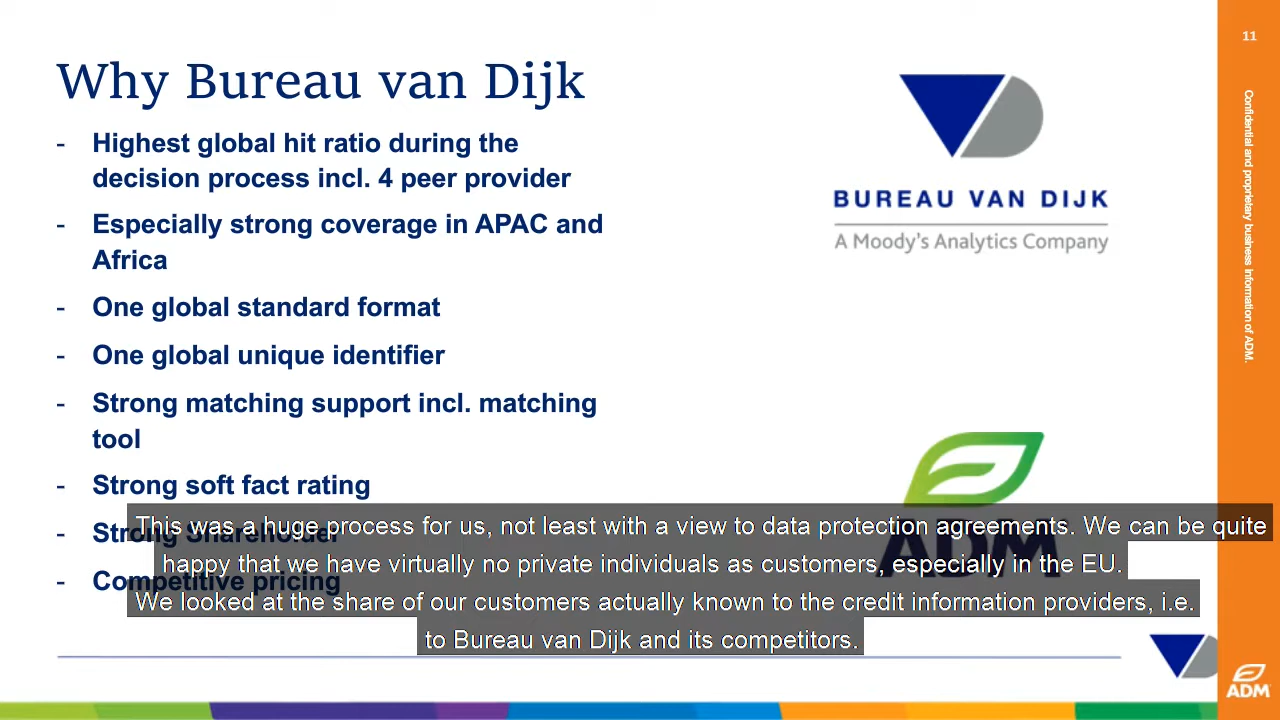 11
Confidential and proprietary business information of ADM.
Why Bureau van Dijk
- Highest global hit ratio during the
decision process incl. 4 peer provider
- Especially strong coverage in APAC and
Africa
- One global standard format
- One global unique identifier
- Strong matching support incl. matching
tool
- Strong soft fact rating
- Strong Shareholder
- Competitive pricing
BUREAU VAN DIJK
A Moody's Analytics Company
ADM
This was a huge process for us, not least with a view to data protection agreements. We can be quite
happy that we have virtually no private individuals as customers, especially in the EU.
We looked at the share of our customers actually known to the credit information providers, i.e.
to Bureau van Dijk and its competitors.
ADM